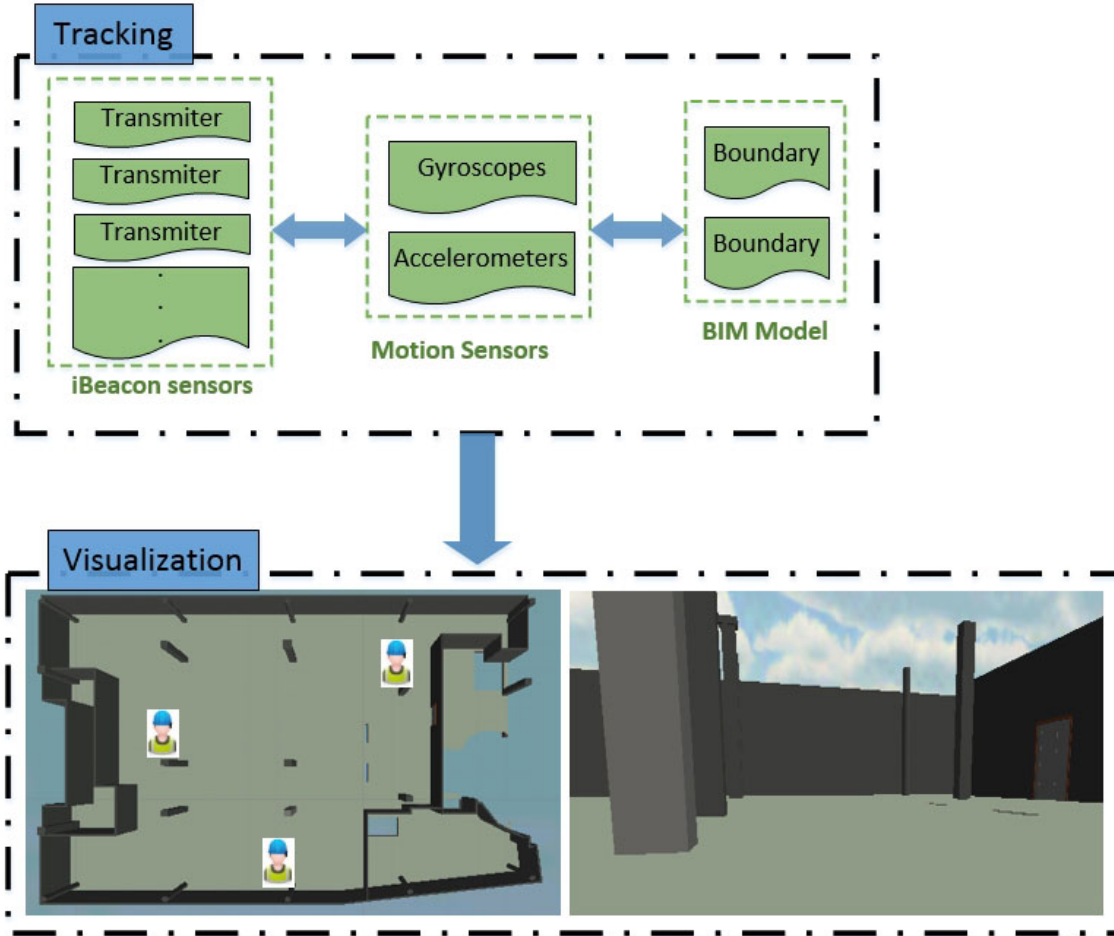 Tracking
Transmiter
Transmiter
Transmiter
.
.
.
iBeacon sensors
Gyroscopes
Accelerometers
Motion Sensors
Boundary
Boundary
BIM Model
Visualization